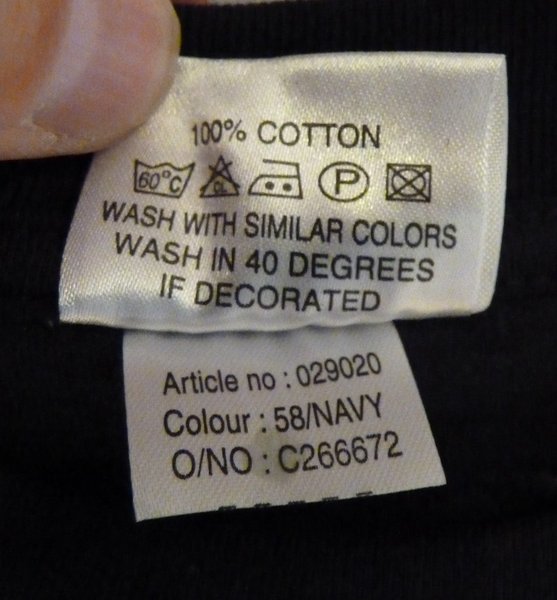 100% COTTON
60°C CL P
WASH WITH SIMILAR COLORS
WASH IN 40 DEGREES
IF DECORATED
Article no : 029020
Colour : 58/NAVY
O/NO : C266672